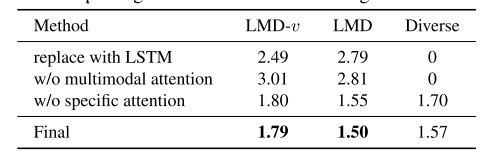 Method LMD-v LMD Diverse
replace with LSTM 2.49 2.79 0
w/o multimodal attention 3.01 2.81 0
w/o specific attention 1.80 1.55 1.70
Final 1.79 1.50 1.57